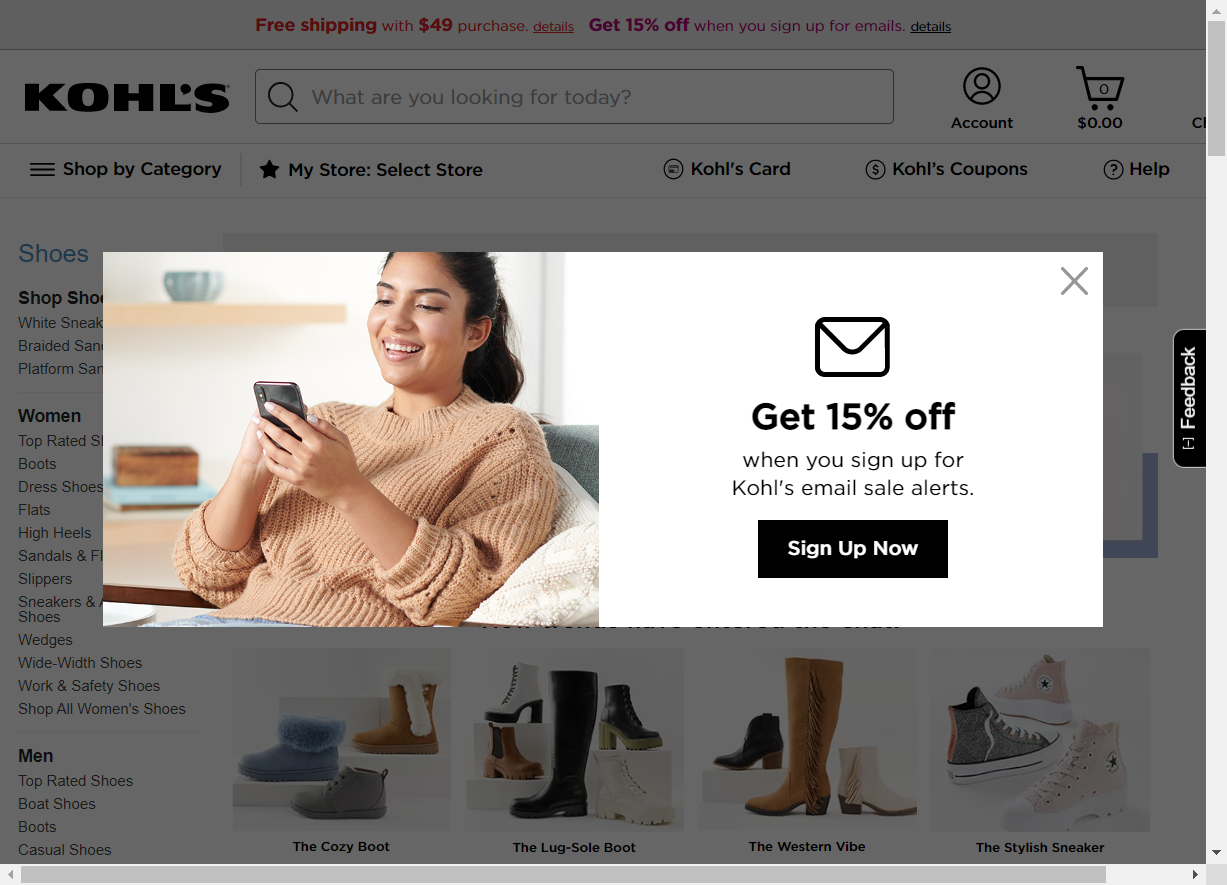 Free shipping with $49 purchase. details Get 15% off when you sign up for emails. details
KOHL'S
What are you looking for today?
0
Account
$0.00
Shop by Category
My Store: Select Store
Kohl's Card
Kohl's Coupons
Help
Shoes
Shop
White
Braided
Platform
Women
Top Rated
Boots
Dress Shoes
Flats
High Heels
Sandals &
Slippers
Sneakers &
Shoes
Wedges
Wide-Width Shoes
Work & Safety Shoes
Shop All Women's Shoes
Men
Top Rated Shoes
Boat Shoes
Boots
Casual Shoes
Get 15% off
when you sign up for
Kohl's email sale alerts.
Sign Up Now
[-] Feedback
The Cozy Boot
The Lug-Sole Boot
The Western Vibe
The Stylish Sneaker